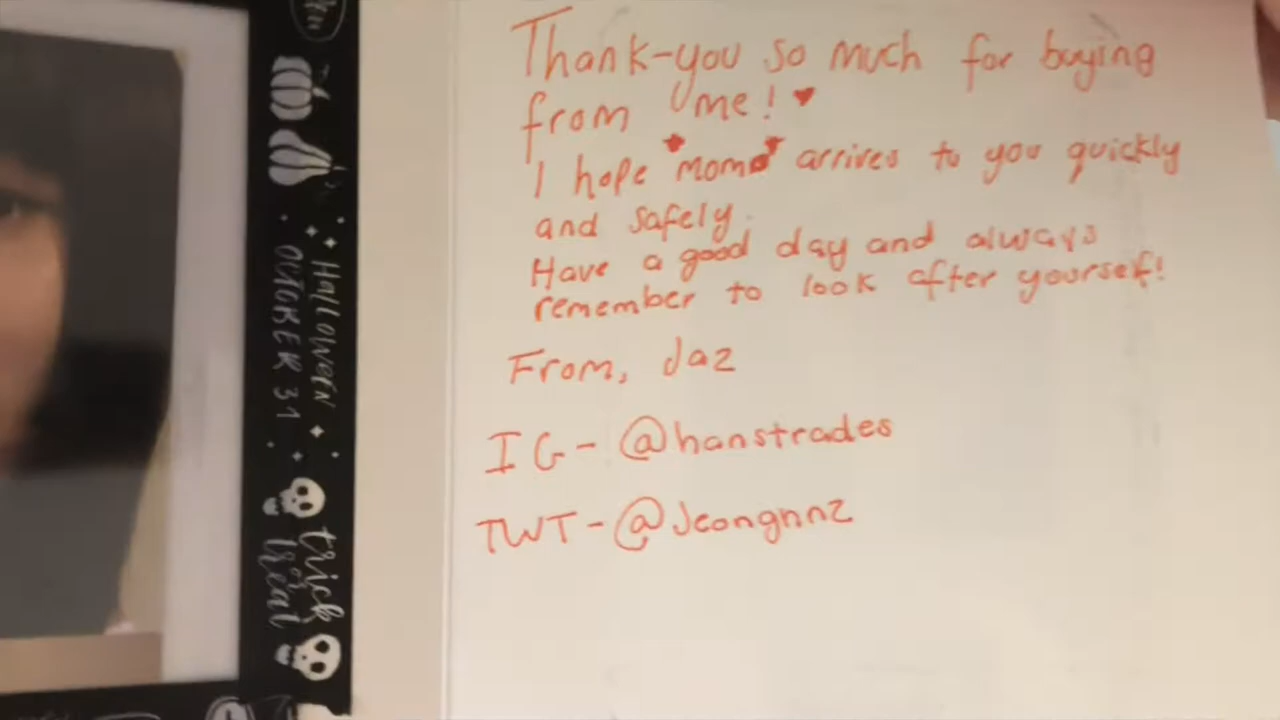 Thank-you so much for buying
from me! ♥
I hope "momo" arrives to you quickly
and safely.
Have a good day and always
remember to look after yourself!
From, Jaz
IG - @hanstrades
TWT - @Jeongnnz
Halloween
OCTOBER 31
trick
or
treat